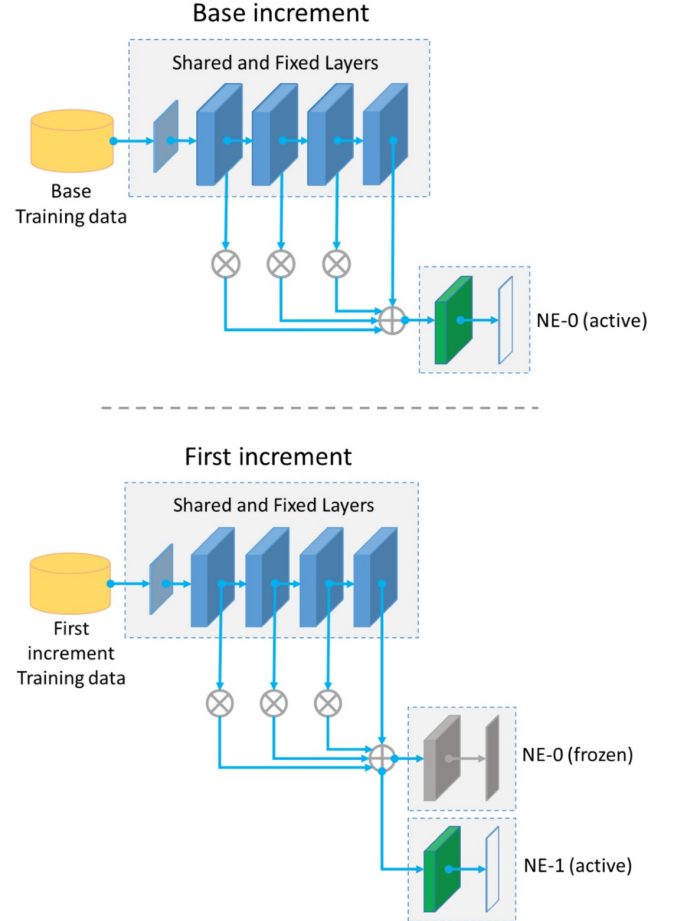 Base increment
Shared and Fixed Layers
Base
Training data
NE-0 (active)
First increment
Shared and Fixed Layers
First
increment
Training data
NE-0 (frozen)
NE-1 (active)